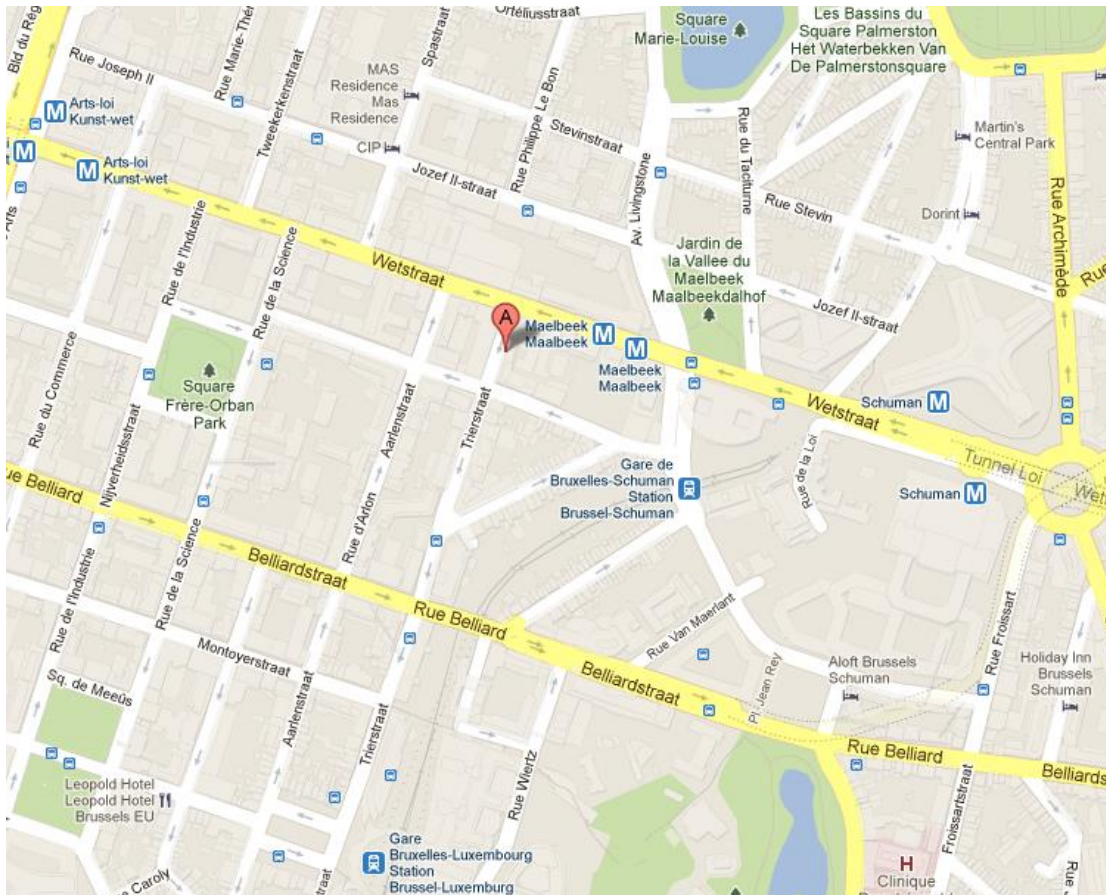 Ortéliusstraat
Square
Marie-Louise
Les Bassins du
Square Palmerston
Het Waterbekken Van
De Palmerstonsquare
Bld du Rég
Rue Joseph II
Rue Marie-Thér
Tweekerkenstraat
Spastraat
MAS
Residence
Mas
Residence
CIP
Rue Philippe Le Bon
Stevinstraat
Rue du Taciturne
Martin's
Central Park
Arts-loi
Kunst-wet
M
M
M
Arts-loi
Kunst-wet
Jozef II-straat
Av. Livingstone
Rue Stevin
Dorint
Rue Archimède
Rue
Arts
Rue de l'Industrie
Rue de la Science
Wetstraat
Jardin de
la Vallee du
Maelbeek
Maalbeekdalhof
Jozef II-straat
A
Maelbeek
Maalbeek
M
M
Maelbeek
Maalbeek
Rue du Commerce
Square
Frère-Orban
Park
Aarlenstraat
Trierstraat
Wetstraat
Schuman
M
Tunnel Loi
Wets
Rue de la Loi
Schuman
M
Gare de
Bruxelles-Schuman
Station
Brussel-Schuman
ue Belliard
Nijverheidsstraat
Rue de la Science
Rue d'Arlon
Belliardstraat
Rue Belliard
Rue de l'Industrie
Montoyerstraat
Rue Van Maerlant
Rue Froissart
Aloft Brussels
Schuman
Holiday Inn
Brussels
Schuman
Rue
Sq. de Meeûs
Aarlenstraat
Trierstraat
Belliardstraat
Pl. Jean Rey
Rue Belliard
Belliards
Rue Wiertz
Leopold Hotel
Leopold Hotel
Brussels EU
Froissartstraat
Gare
Bruxelles-Luxembourg
Station
Brussel-Luxemburg
e Caroly
H
Clinique